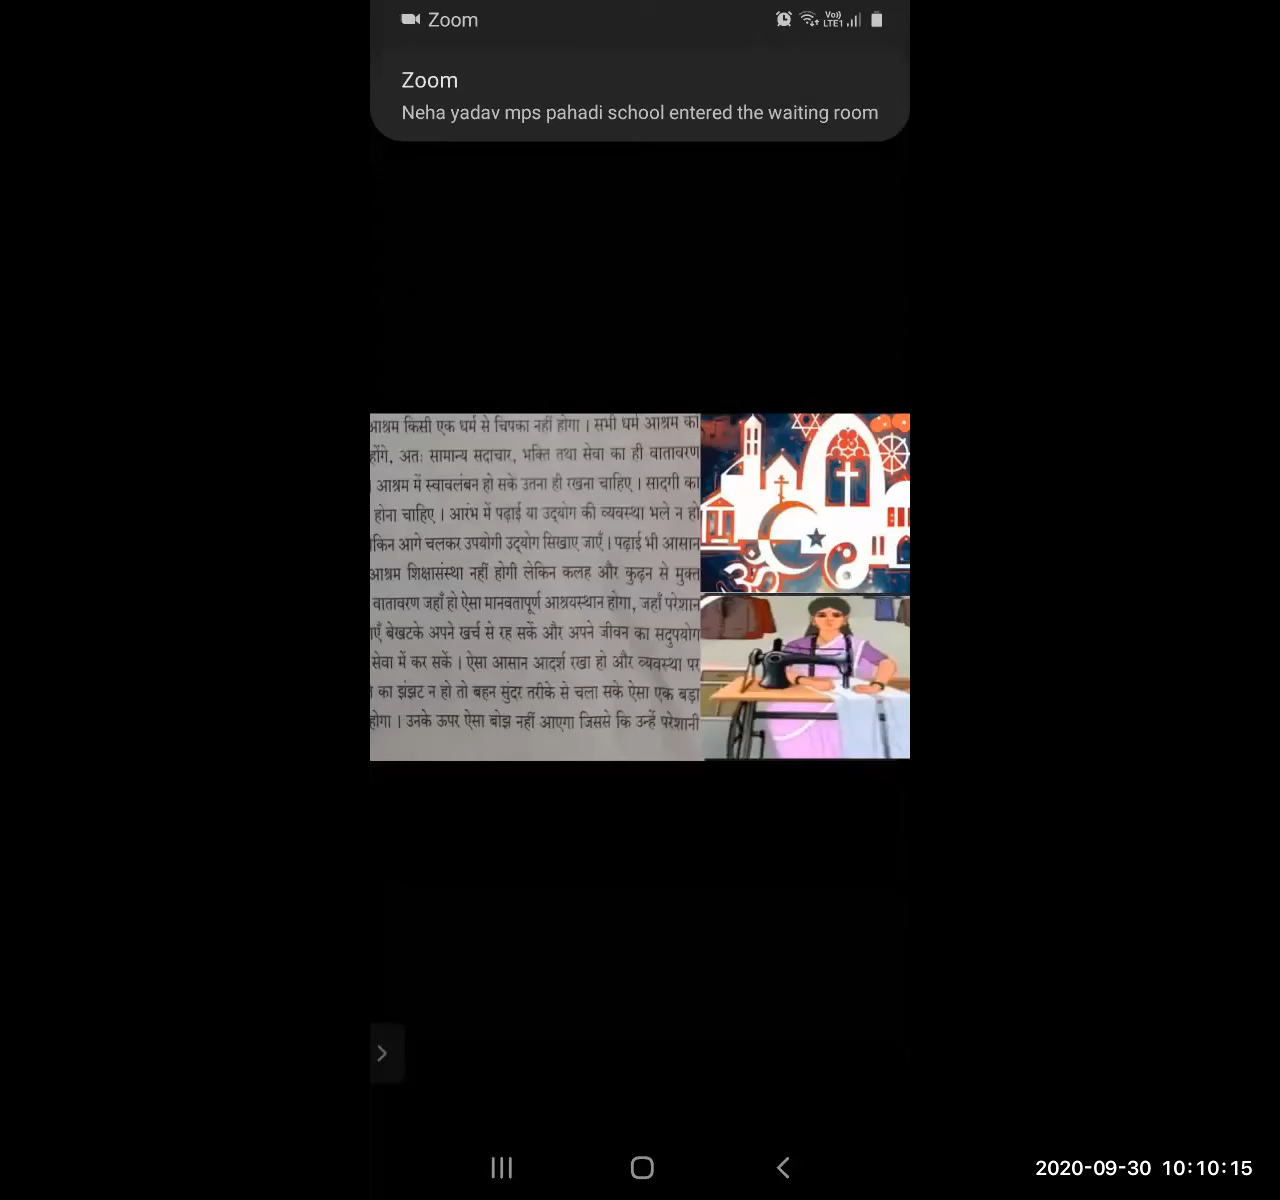 Zoom
Vo))
LTE1
Zoom
Neha yadav mps pahadi school entered the waiting room
आश्रम किसी एक धर्म से चिपका नहीं होगा । सभी धर्म आश्रम का
होंगे, अतः सामान्य सदाचार, भक्ति तथा सेवा का ही वातावरण
। आश्रम में स्वावलंबन हो सके उतना ही रखना चाहिए । सादगी का
होना चाहिए । आरंभ में पढ़ाई या उद्योग की व्यवस्था भले न हो
किन आगे चलकर उपयोगी उद्योग सिखाए जाएँ । पढ़ाई भी आसान
आश्रम शिक्षासंस्था नहीं होगी लेकिन कलह और कुढ़न से मुक्त
वातावरण जहाँ हो ऐसा मानवतापूर्ण आश्रयस्थान होगा, जहाँ परेशान
एँ बेखटके अपने खर्च से रह सकें और अपने जीवन का सदुपयोग
सेवा में कर सकें । ऐसा आसान आदर्श रखा हो और व्यवस्था पर
का झंझट न हो तो बहन सुंदर तरीके से चला सके ऐसा एक बड़ा
होगा । उनके ऊपर ऐसा बोझ नहीं आएगा जिससे कि उन्हें परेशानी
2020-09-30 10:10:15